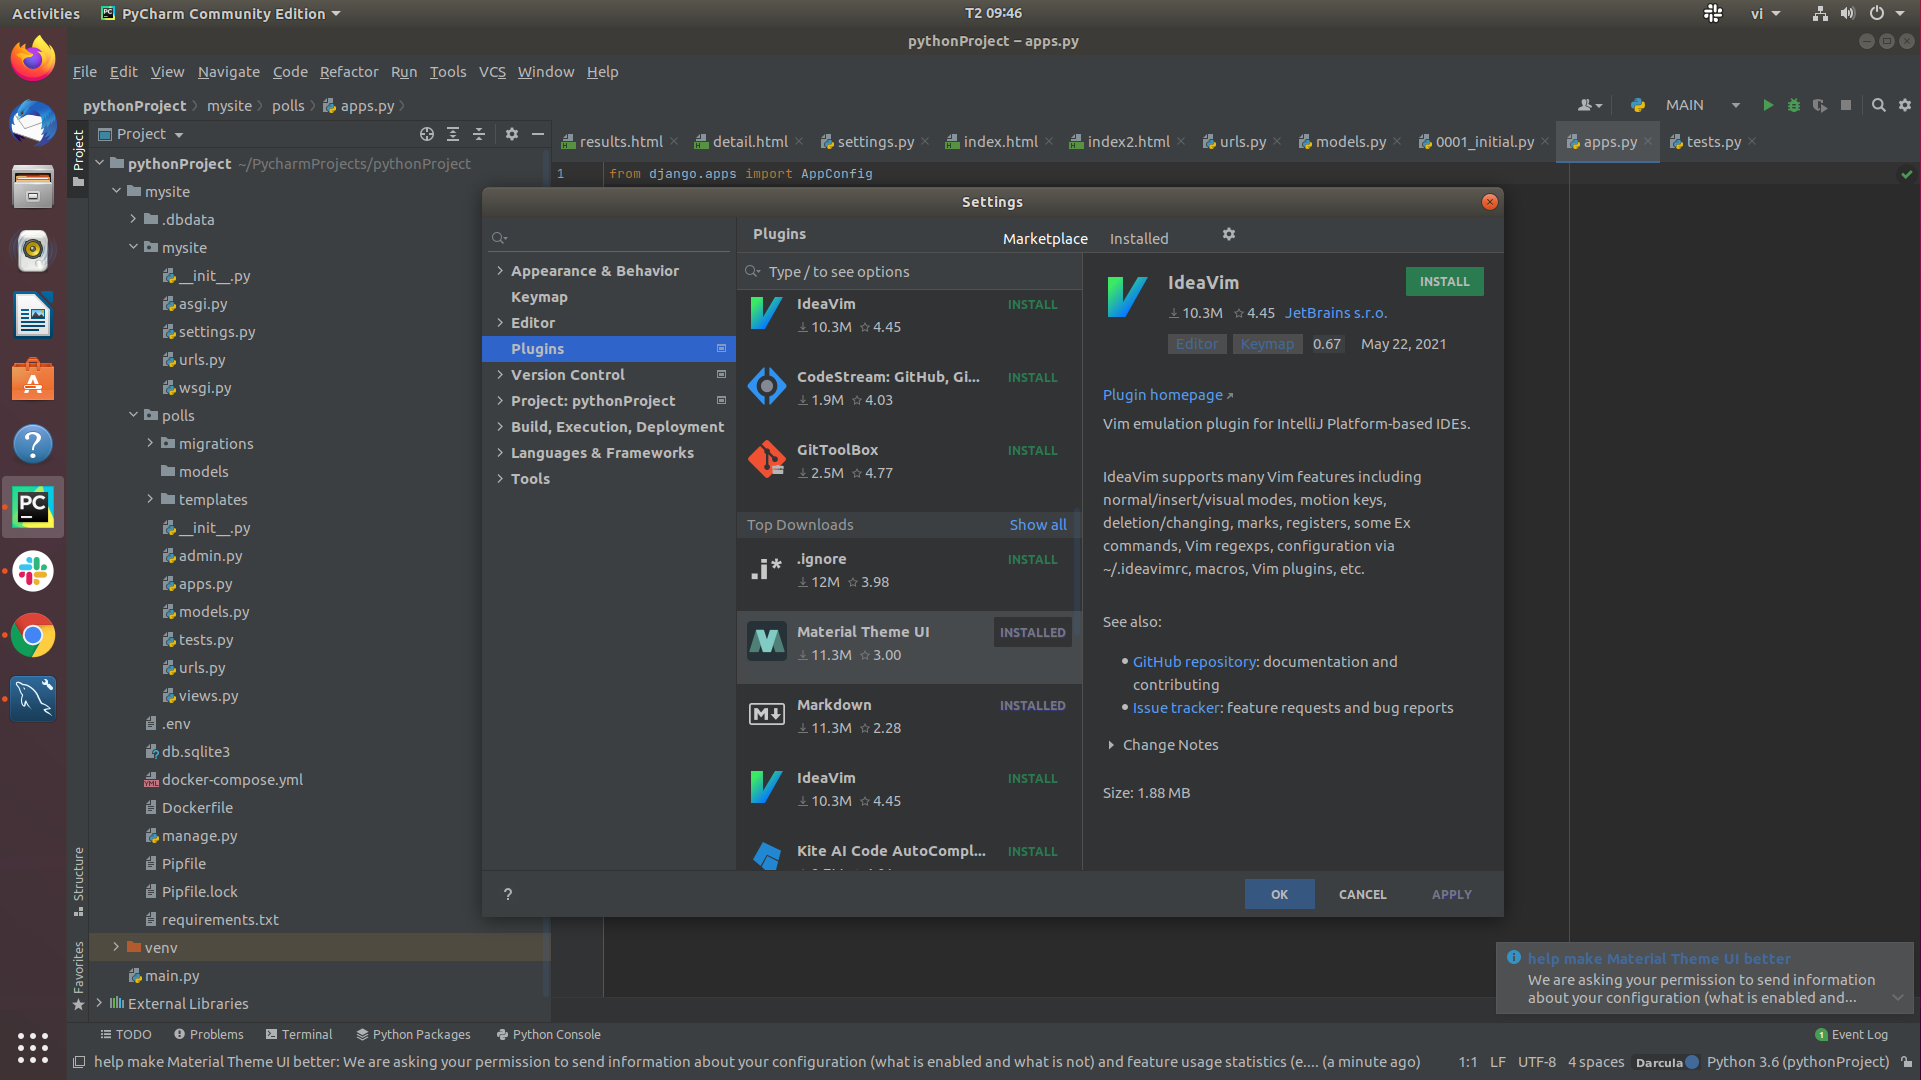 Activities
PyCharm Community Edition
T2 09:46
vi
pythonProject – apps.py
File Edit View Navigate Code Refactor Run Tools VCS Window Help
pythonProject mysite polls apps.py
MAIN
Project
Project
results.html detail.html settings.py index.html index2.html urls.py models.py 0001_initial.py apps.py tests.py
pythonProject ~/PycharmProjects/pythonProject
mysite
.dbdata
mysite
__init__.py
asgi.py
settings.py
urls.py
wsgi.py
polls
migrations
models
templates
__init__.py
admin.py
apps.py
models.py
tests.py
urls.py
views.py
.env
db.sqlite3
docker-compose.yml
Dockerfile
manage.py
Pipfile
Pipfile.lock
requirements.txt
venv
main.py
External Libraries
Structure
Favorites
1 from django.apps import AppConfig
Settings
Appearance & Behavior
Keymap
Editor
Plugins
Version Control
Project: pythonProject
Build, Execution, Deployment
Languages & Frameworks
Tools
Plugins
Marketplace
Installed
Type / to see options
IdeaVim INSTALL
10.3M 4.45
CodeStream: GitHub, Gi... INSTALL
1.9M 4.03
GitToolBox INSTALL
2.5M 4.77
Top Downloads Show all
.ignore INSTALL
12M 3.98
Material Theme UI INSTALLED
11.3M 3.00
Markdown INSTALLED
11.3M 2.28
IdeaVim INSTALL
10.3M 4.45
Kite AI Code AutoCompl... INSTALL
IdeaVim
INSTALL
10.3M 4.45 JetBrains s.r.o.
Editor Keymap 0.67 May 22, 2021
Plugin homepage
Vim emulation plugin for IntelliJ Platform-based IDEs.
IdeaVim supports many Vim features including
normal/insert/visual modes, motion keys,
deletion/changing, marks, registers, some Ex
commands, Vim regexps, configuration via
~/.ideavimrc, macros, Vim plugins, etc.
See also:
GitHub repository: documentation and
contributing
Issue tracker: feature requests and bug reports
Change Notes
Size: 1.88 MB
?
OK CANCEL APPLY
help make Material Theme UI better
We are asking your permission to send information
about your configuration (what is enabled and...
TODO Problems Terminal Python Packages Python Console
1 Event Log
help make Material Theme UI better: We are asking your permission to send information about your configuration (what is enabled and what is not) and feature usage statistics (e.... (a minute ago)
1:1 LF UTF-8 4 spaces Darcula Python 3.6 (pythonProject)